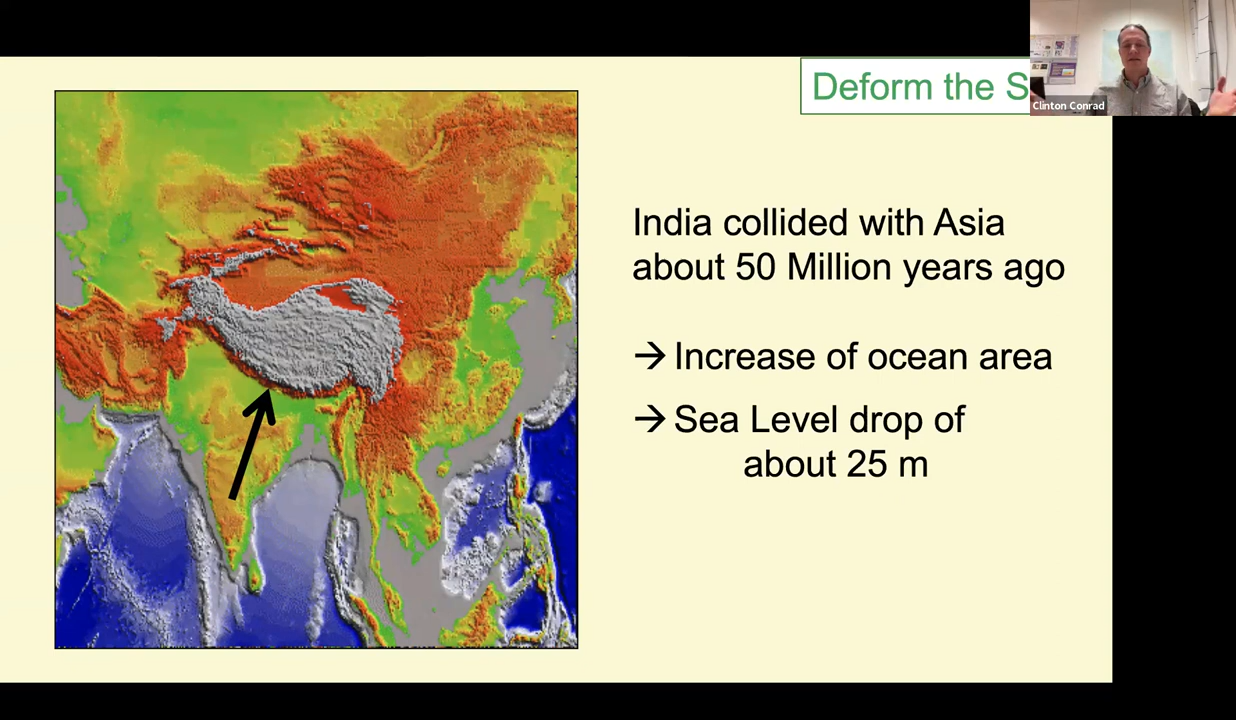 Deform the S
Clinton Conrad
India collided with Asia
about 50 Million years ago
→ Increase of ocean area
→ Sea Level drop of
about 25 m